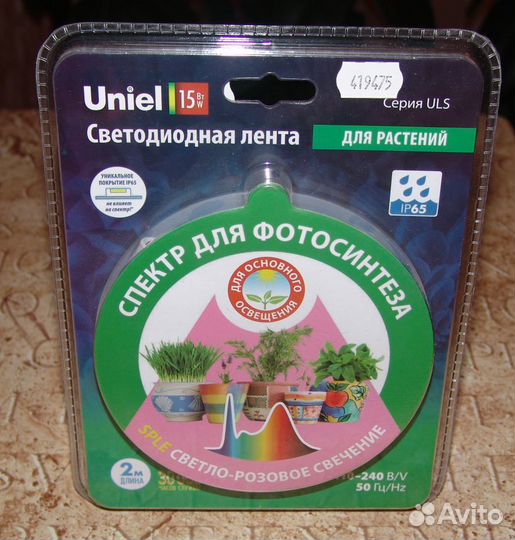 Uniel 15 Вт W
419475
Серия ULS
Светодиодная лента
ДЛЯ РАСТЕНИЙ
УНИКАЛЬНОЕ
ПОКРЫТИЕ IP65
не влияет
на спектр!
IP65
СПЕКТР ДЛЯ ФОТОСИНТЕЗА
ДЛЯ ОСНОВНОГО
ОСВЕЩЕНИЯ
SPLE СВЕТЛО-РОЗОВОЕ СВЕЧЕНИЕ
2м
ДЛИНА
ЧАСОВ
-240 В/V
50 Гц/Hz
Avito